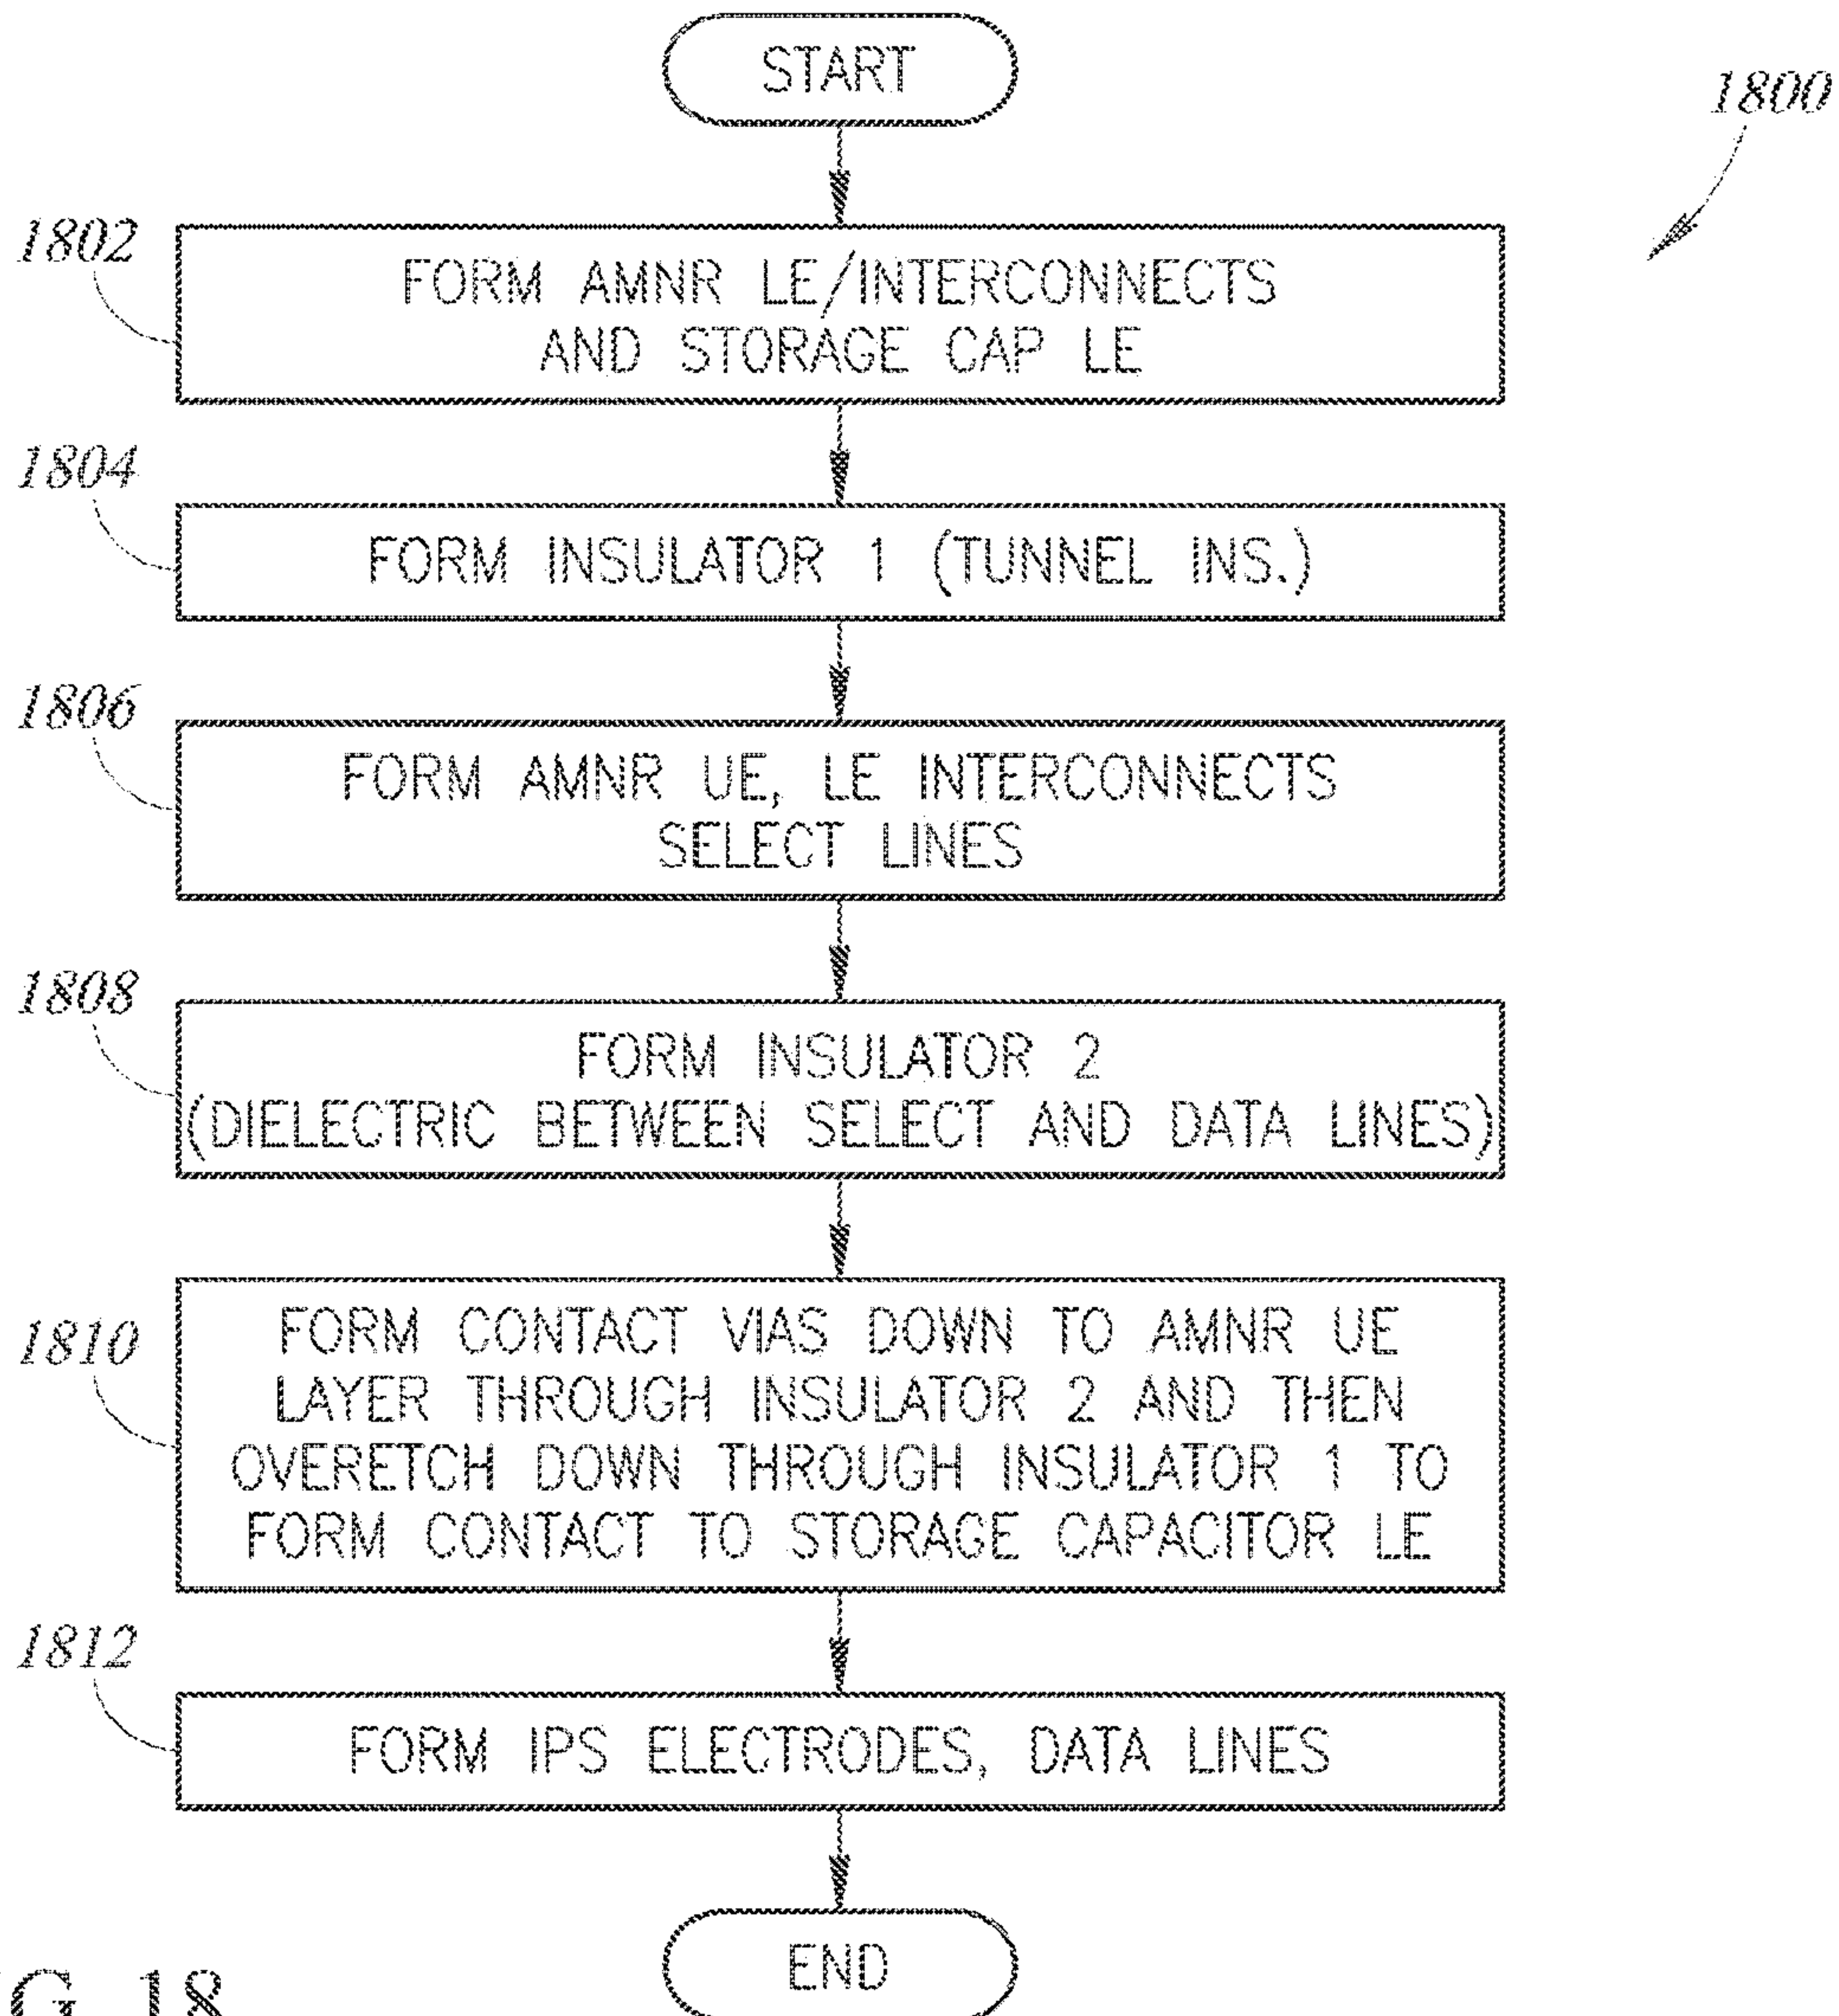 START
1800
1802
FORM AMNR LE/INTERCONNECTS
AND STORAGE CAP LE
1804
FORM INSULATOR 1 (TUNNEL INS.)
1806
FORM AMNR UE, LE INTERCONNECTS
SELECT LINES
1808
FORM INSULATOR 2
(DIELECTRIC BETWEEN SELECT AND DATA LINES)
1810
FORM CONTACT VIAS DOWN TO AMNR UE
LAYER THROUGH INSULATOR 2 AND THEN
OVERETCH DOWN THROUGH INSULATOR 1 TO
FORM CONTACT TO STORAGE CAPACITOR LE
1812
FORM IPS ELECTRODES, DATA LINES
END
18